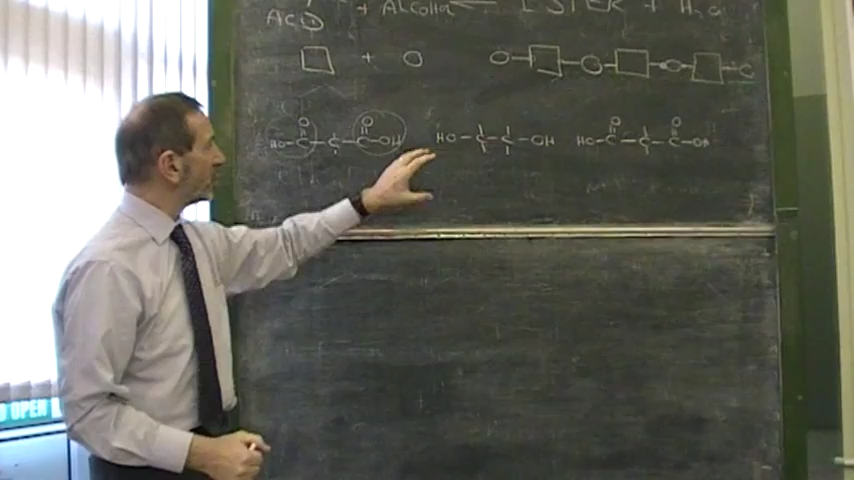 ACID + ALCOHOL ESTER + H₂O
+
HO-C-C-C-OH HO-C-C-OH HO-C-C-C-OH
O O O O
OPEN